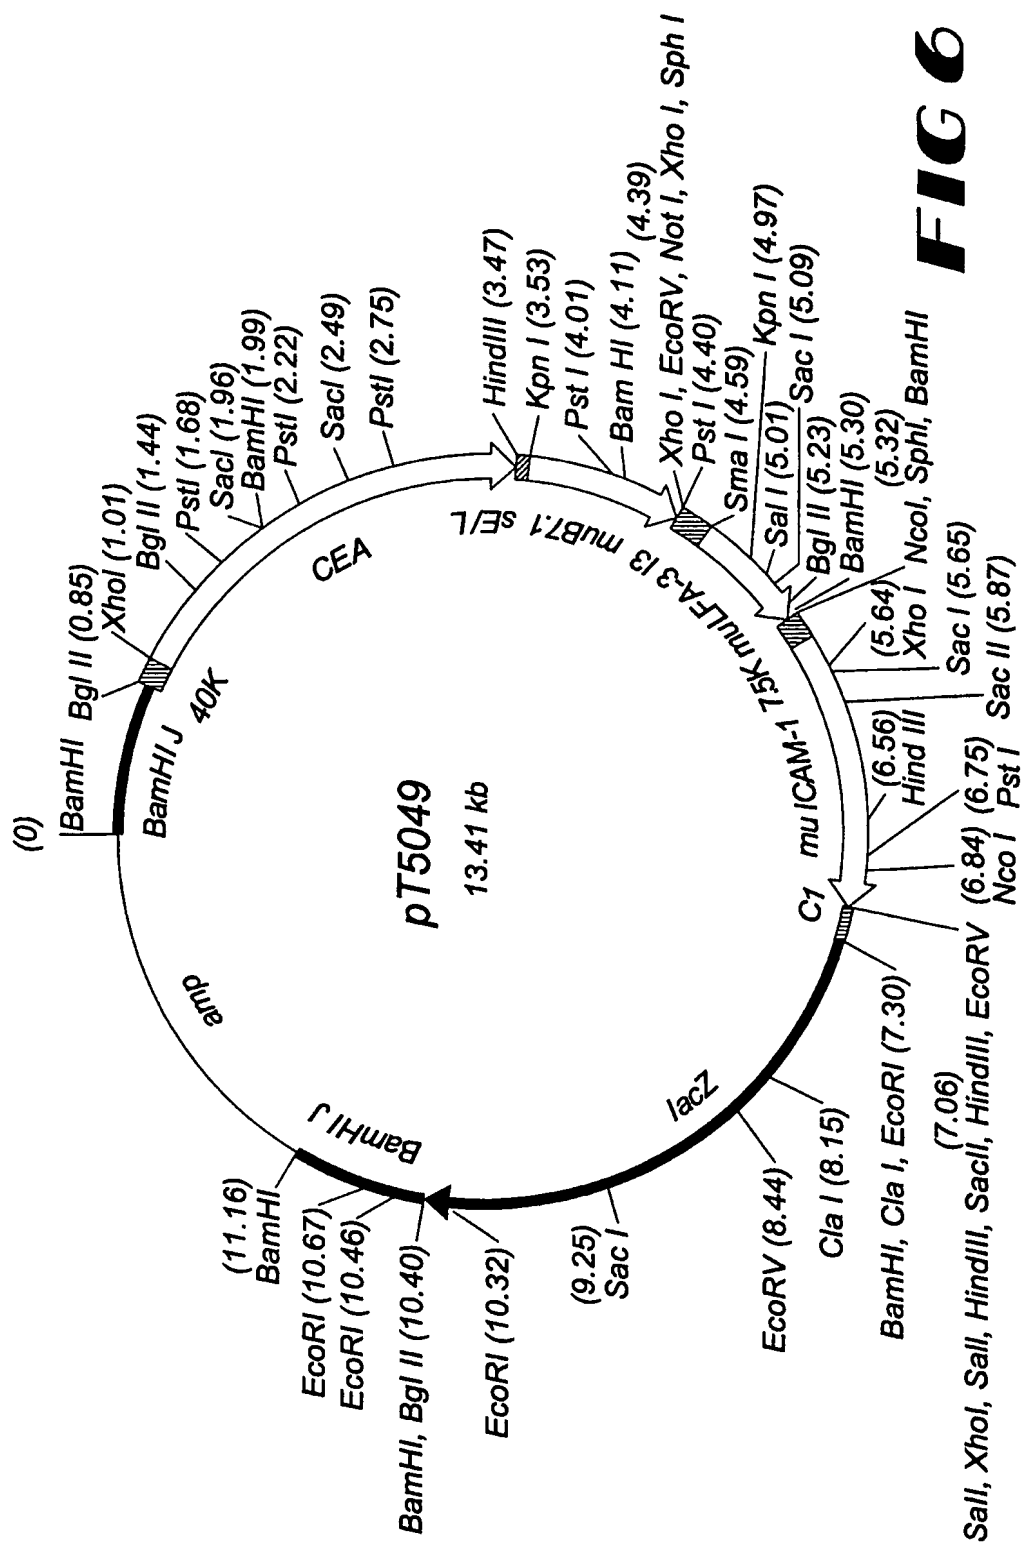 (0)
BamHI
Bgl II (0.85)
XhoI (1.01)
Bgl II (1.44)
PstI (1.68)
SacI (1.96)
BamHI (1.99)
PstI (2.22)
SacI (2.49)
PstI (2.75)
HindIII (3.47)
Kpn I (3.53)
Pst I (4.01)
Bam HI (4.11)
(4.39)
Xho I, EcoRV, Not I, Xho I, Sph I
Pst I (4.40)
Sma I (4.59)
Kpn I (4.97)
Sal I (5.01)
Sac I (5.09)
Bgl II (5.23)
BamHI (5.30)
(5.32)
NcoI, SphI, BamHI
(5.64)
Xho I
Sac I (5.65)
Sac II (5.87)
(6.56)
Hind III
(6.75)
Pst I
(6.84)
Nco I
(7.06)
SalI, XhoI, SalI, HindIII, SacII, HindIII, EcoRV
BamHI, Cla I, EcoRI (7.30)
Cla I (8.15)
EcoRV (8.44)
(9.25)
Sac I
EcoRI (10.32)
BamHI, Bgl II (10.40)
EcoRI (10.46)
EcoRI (10.67)
(11.16)
BamHI
BamHI J
40K
CEA
sE/L
muB7.1
I3
muLFA-3
7.5K
mu ICAM-1
C1
lacZ
BamHI J
amp
pT5049
13.41 kb
FIG 6